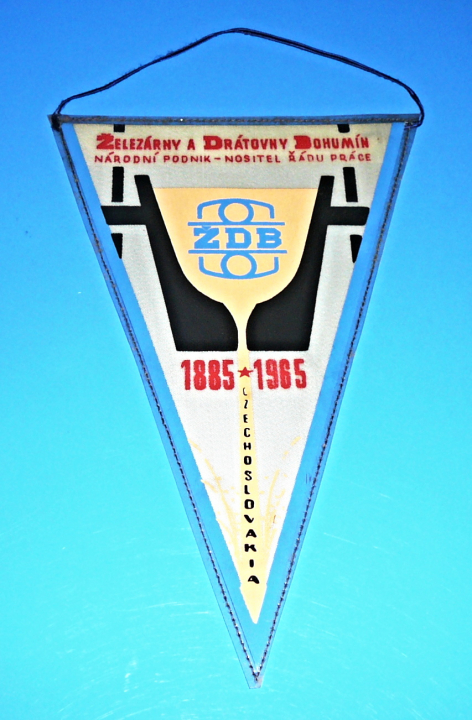 Železárny a Drátovny Bohumín
NÁRODNÍ PODNIK - NOSITEL ŘÁDU PRÁCE
ŽDB
1885 ★ 1965
CZECHOSLOVAKIA